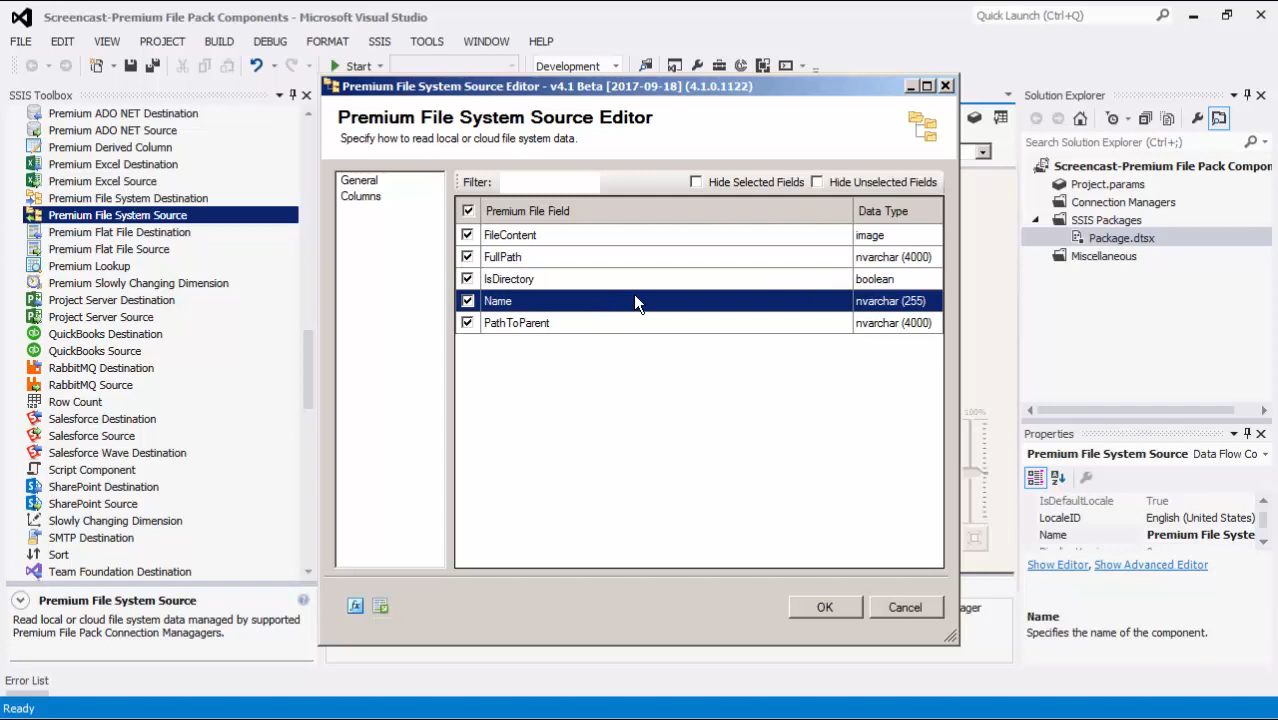 Screencast-Premium File Pack Components - Microsoft Visual Studio
Quick Launch (Ctrl+Q)
FILE EDIT VIEW PROJECT BUILD DEBUG FORMAT SSIS TOOLS WINDOW HELP
Start Development
SSIS Toolbox
Premium ADO NET Destination
Premium ADO NET Source
Premium Derived Column
Premium Excel Destination
Premium Excel Source
Premium File System Destination
Premium File System Source
Premium Flat File Destination
Premium Flat File Source
Premium Lookup
Premium Slowly Changing Dimension
Project Server Destination
Project Server Source
QuickBooks Destination
QuickBooks Source
RabbitMQ Destination
RabbitMQ Source
Row Count
Salesforce Destination
Salesforce Source
Salesforce Wave Destination
Script Component
SharePoint Destination
SharePoint Source
Slowly Changing Dimension
SMTP Destination
Sort
Team Foundation Destination
Premium File System Source
Read local or cloud file system data managed by supported
Premium File Pack Connection Managagers.
Error List
Ready
Premium File System Source Editor - v4.1 Beta [2017-09-18] (4.1.0.1122)
Premium File System Source Editor
Specify how to read local or cloud file system data.
General
Columns
Filter: Hide Selected Fields Hide Unselected Fields
Premium File Field Data Type
FileContent image
FullPath nvarchar (4000)
IsDirectory boolean
Name nvarchar (255)
PathToParent nvarchar (4000)
OK Cancel
100%
ager
Solution Explorer
Search Solution Explorer (Ctrl+;)
Screencast-Premium File Pack Compon
Project.params
Connection Managers
SSIS Packages
Package.dtsx
Miscellaneous
Properties
Premium File System Source Data Flow Co
IsDefaultLocale True
LocaleID English (United States)
Name Premium File Syste
Show Editor, Show Advanced Editor
Name
Specifies the name of the component.